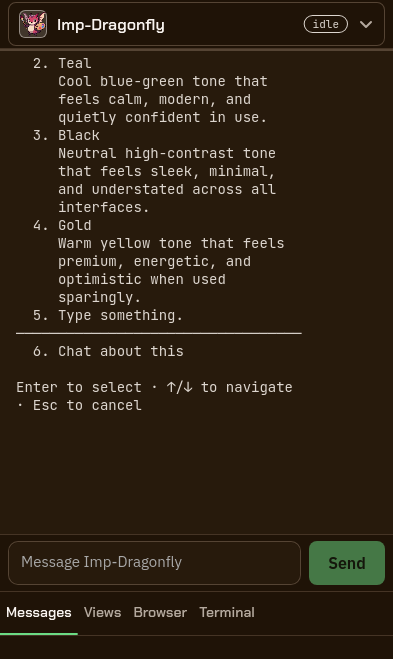 Imp-Dragonfly
idle
2. Teal
Cool blue-green tone that
feels calm, modern, and
quietly confident in use.
3. Black
Neutral high-contrast tone
that feels sleek, minimal,
and understated across all
interfaces.
4. Gold
Warm yellow tone that feels
premium, energetic, and
optimistic when used
sparingly.
5. Type something.
6. Chat about this
Enter to select · ↑/↓ to navigate
· Esc to cancel
Message Imp-Dragonfly
Send
Messages Views Browser Terminal